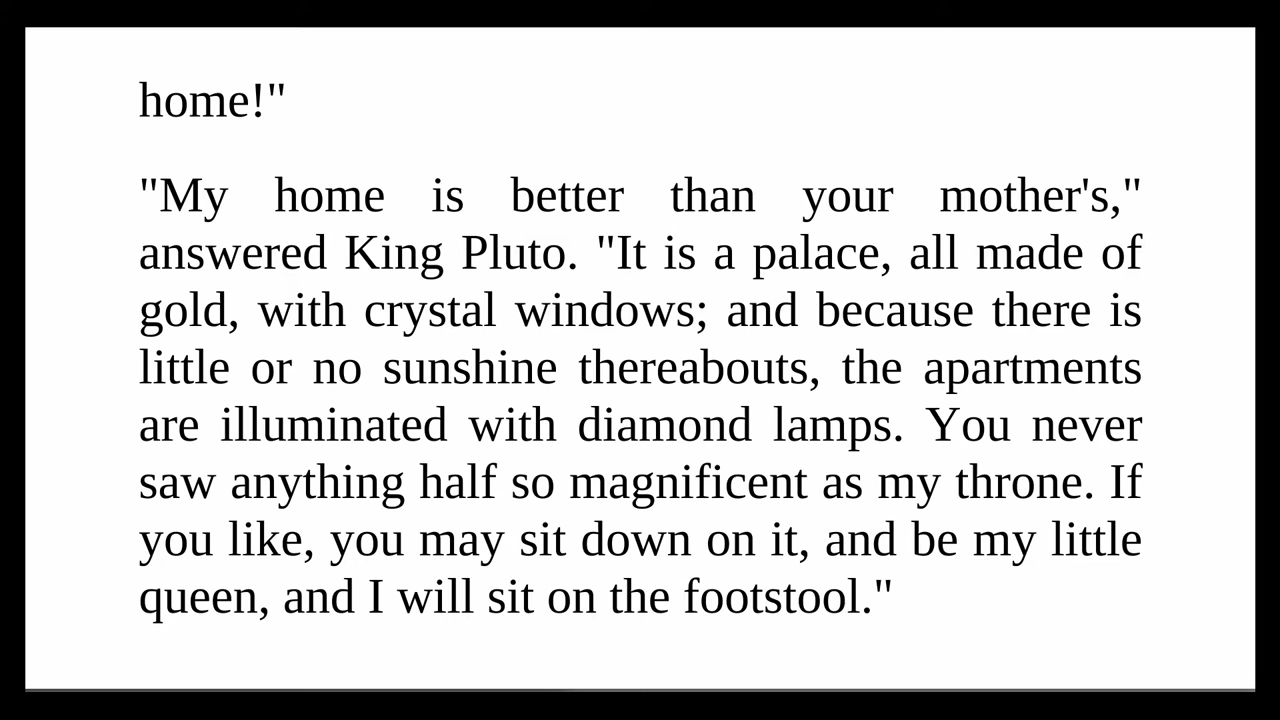 home!"
"My home is better than your mother's,"
answered King Pluto. "It is a palace, all made of
gold, with crystal windows; and because there is
little or no sunshine thereabouts, the apartments
are illuminated with diamond lamps. You never
saw anything half so magnificent as my throne. If
you like, you may sit down on it, and be my little
queen, and I will sit on the footstool."